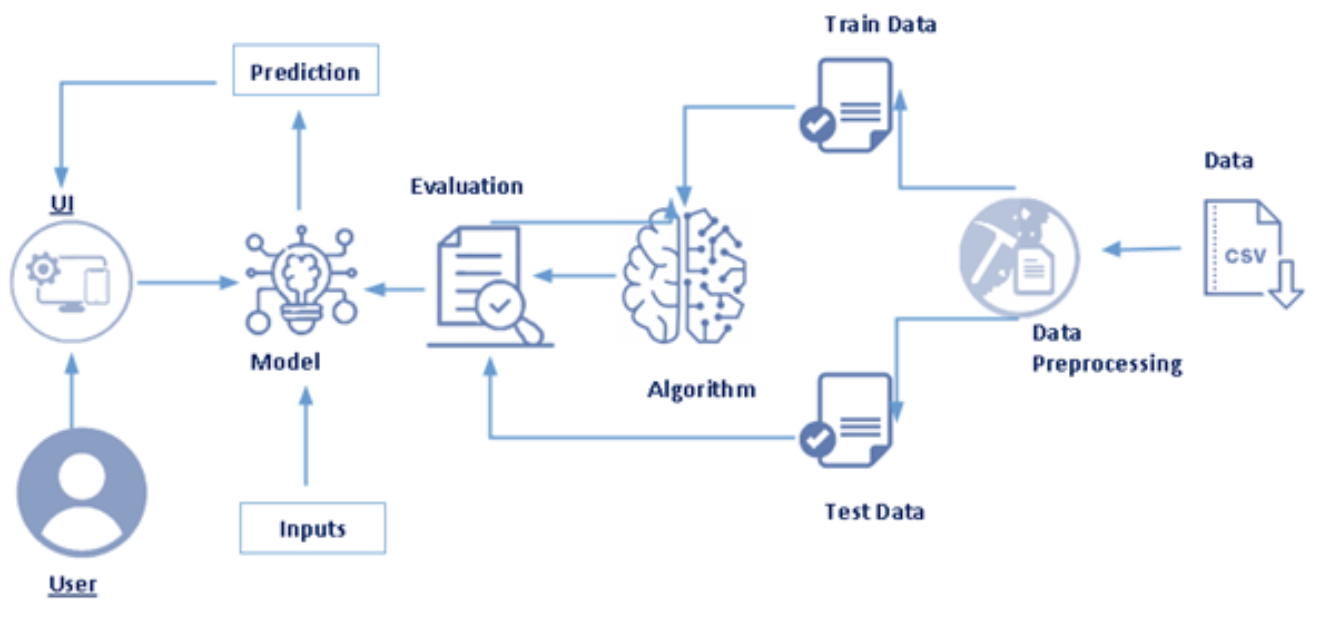 Train Data
Prediction
Data
Evaluation
UI
CSV
Data
Preprocessing
Model
Algorithm
Test Data
Inputs
User